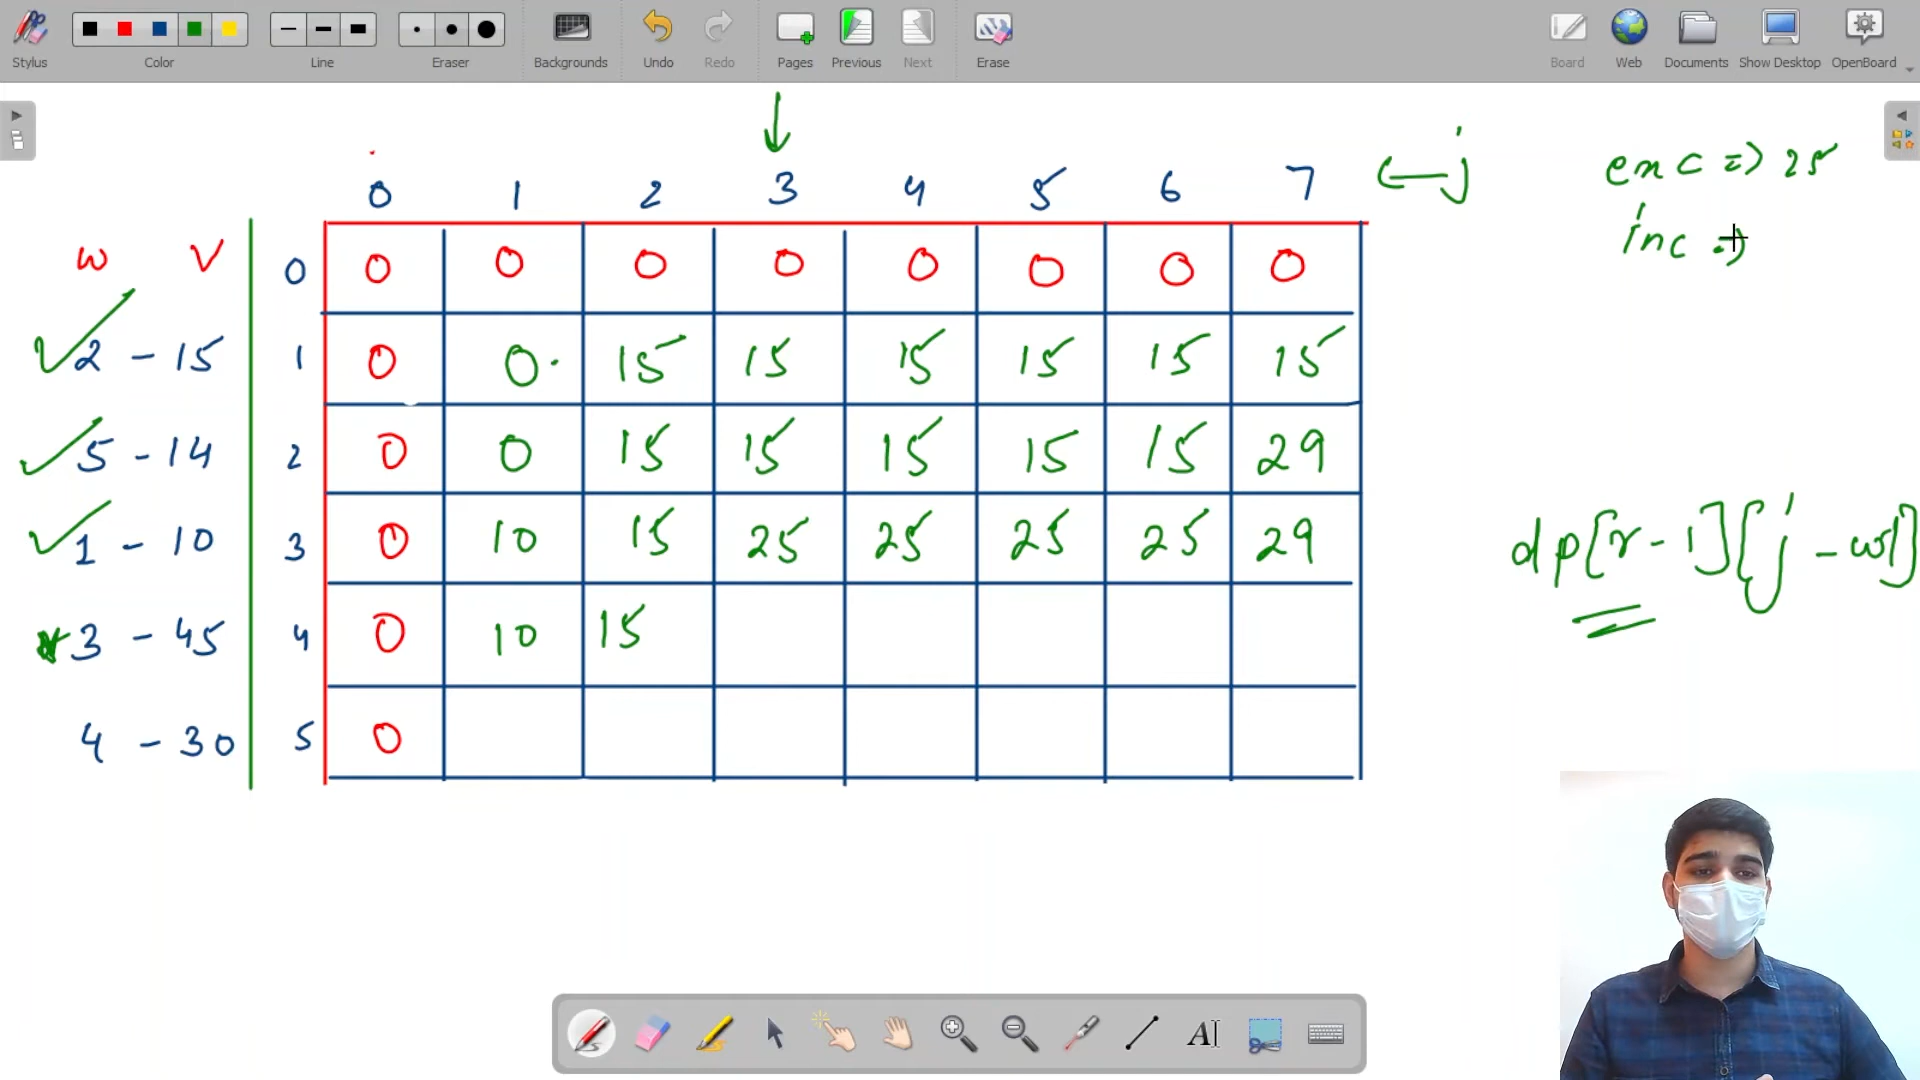 Stylus Color Line Eraser Backgrounds Undo Redo Pages Previous Next Erase Board Web Documents Show Desktop OpenBoard
0 1 2 3 4 5 6 7 ← j
exc => 25
inc =>
w v 0 0 0 0 0 0 0 0 0
2 - 15 1 0 0 15 15 15 15 15 15
5 - 14 2 0 0 15 15 15 15 15 29
1 - 10 3 0 10 15 25 25 25 25 29
dp[r-1][j-wt]
3 - 45 4 0 10 15
4 - 30 5 0
AI